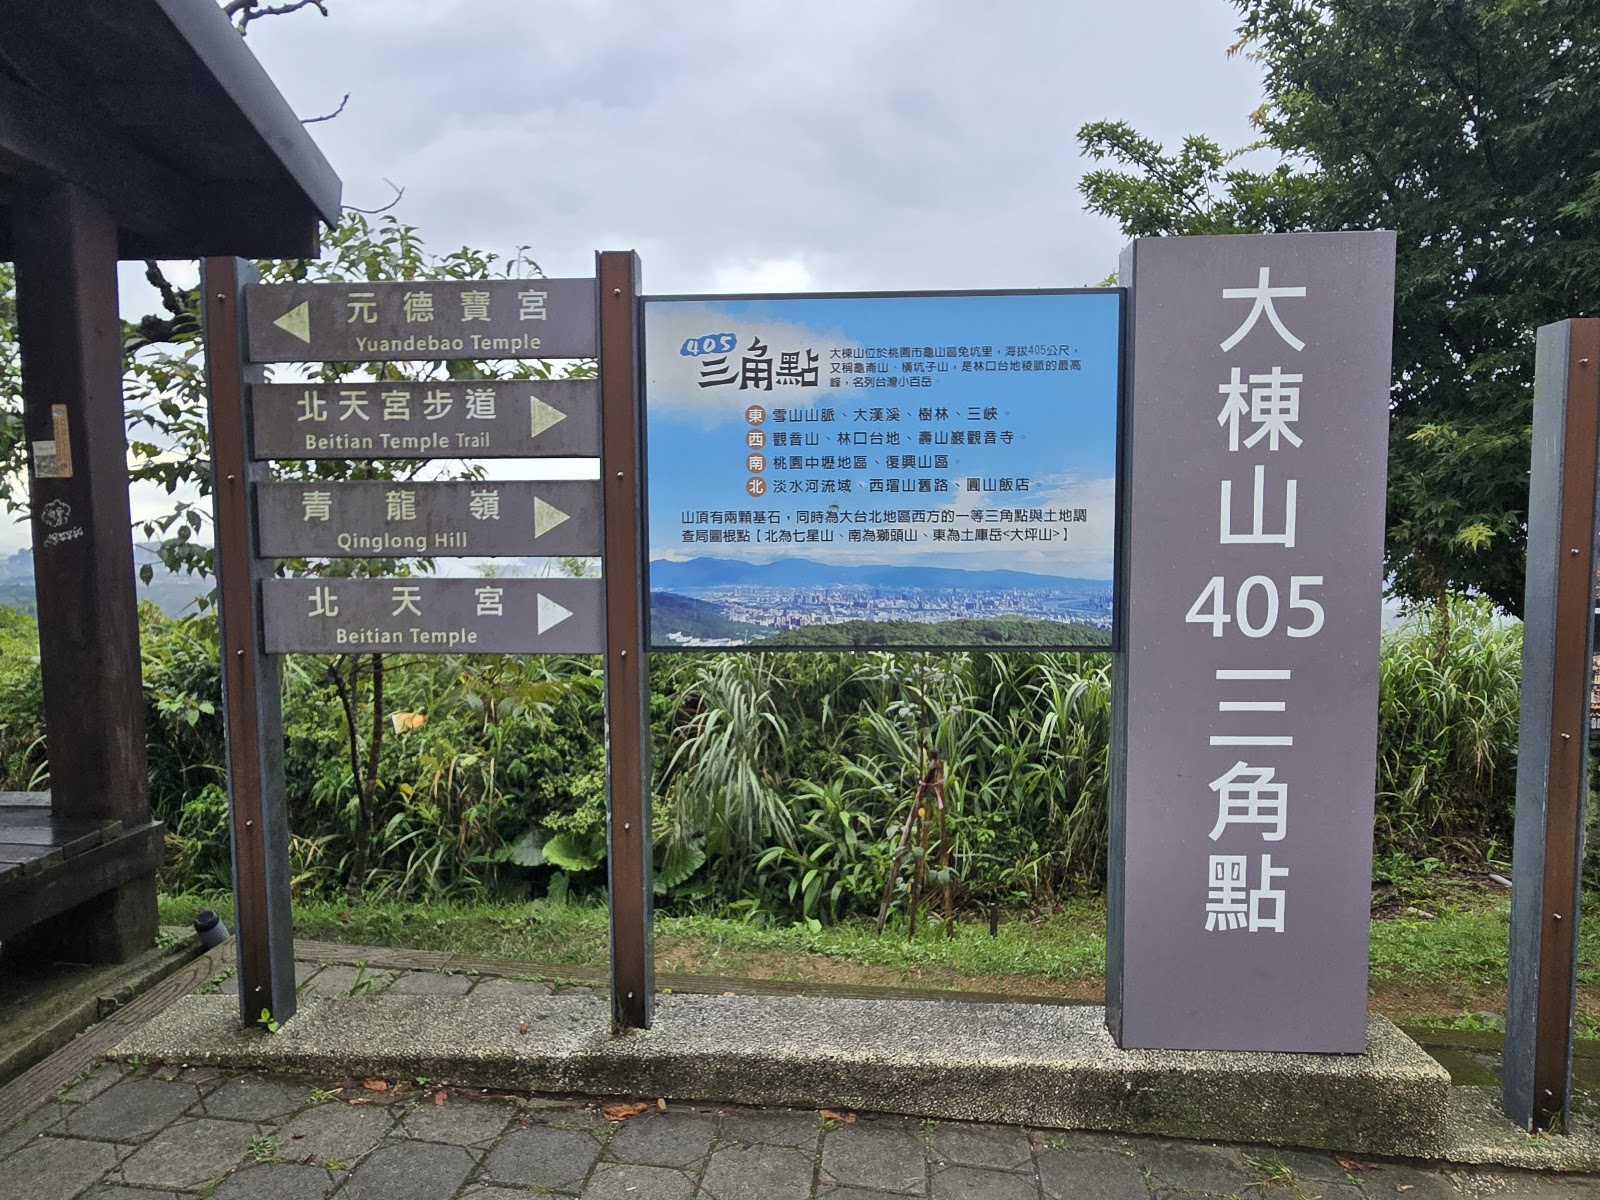 元德寶宮
Yuandebao Temple
北天宮步道
Beitian Temple Trail
青龍嶺
Qinglong Hill
北天宮
Beitian Temple
405
三角點
大棟山位於桃園市龜山區兔坑里，海拔405公尺，
又稱龜崙山、橫坑子山，是林口台地稜脈的最高
峰，名列台灣小百岳。
東 雪山山脈、大漢溪、樹林、三峽。
西 觀音山、林口台地、壽山巖觀音寺。
南 桃園中壢地區、復興山區。
北 淡水河流域、西瑠山舊路、圓山飯店。
山頂有兩顆基石，同時為大台北地區西方的一等三角點與土地調
查局圖根點【北為七星山、南為獅頭山、東為土庫岳<大坪山>】
大棟山405三角點